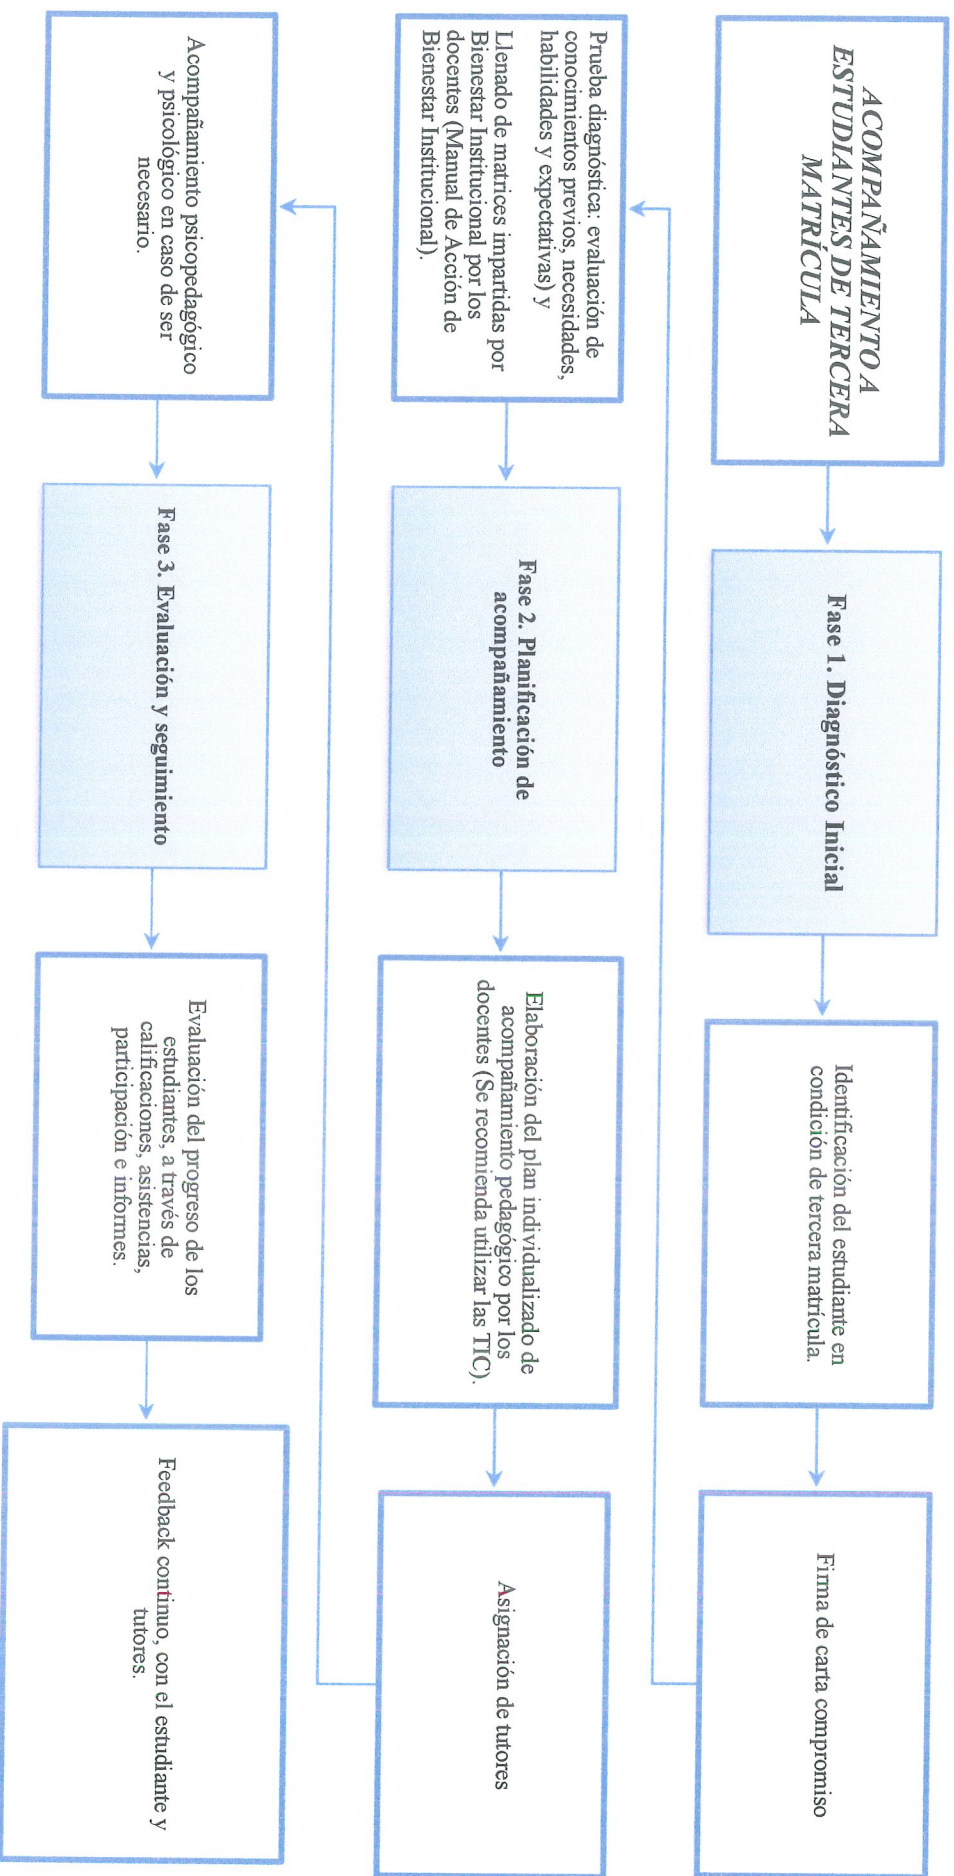 ACOMPAÑAMIENTO A
ESTUDIANTES DE TERCERA
MATRÍCULA
Fase 1. Diagnóstico Inicial
Identificación del estudiante en
condición de tercera matrícula.
Firma de carta compromiso
Prueba diagnóstica: evaluación de
conocimientos previos, necesidades,
habilidades y expectativas) y
Llenado de matrices impartidas por
Bienestar Institucional por los
docentes (Manual de Acción de
Bienestar Institucional).
Fase 2. Planificación de
acompañamiento
Elaboración del plan individualizado de
acompañamiento pedagógico por los
docentes (Se recomienda utilizar las TIC).
Asignación de tutores
Acompañamiento psicopedagógico
y psicológico en caso de ser
necesario.
Fase 3. Evaluación y seguimiento
Evaluación del progreso de los
estudiantes, a través de
calificaciones, asistencias,
participación e informes.
Feedback continuo, con el estudiante y
tutores.